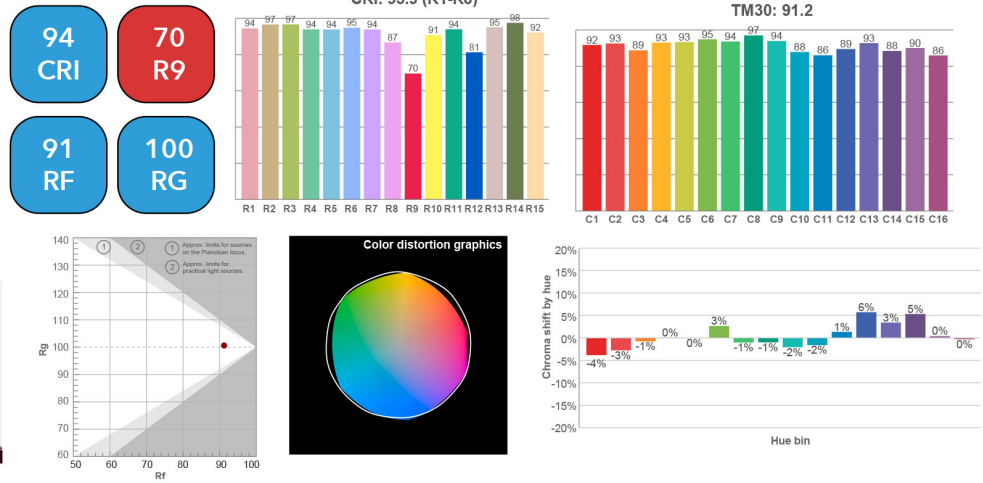 94
CRI
70
R9
91
RF
100
RG
94 97 97 94 94 95 94 87 70 91 94 81 95 98 92
R1 R2 R3 R4 R5 R6 R7 R8 R9 R10 R11 R12 R13 R14 R15
TM30: 91.2
92 93 89 93 93 95 94 97 94 88 86 89 93 88 90 86
C1 C2 C3 C4 C5 C6 C7 C8 C9 C10 C11 C12 C13 C14 C15 C16
140
130
120
110
100
90
80
70
60
Rg
50 60 70 80 90 100
Rf
1 2
1 Approx. limits for sources
on the Planckian locus.
2 Approx. limits for
practical light sources.
Color distortion graphics
20%
15%
10%
5%
0%
-5%
-10%
-15%
-20%
Chroma shift by hue
-4% -3% -1% 0% 0% 3% -1% -1% -2% -2% 1% 6% 3% 5% 0% 0%
Hue bin